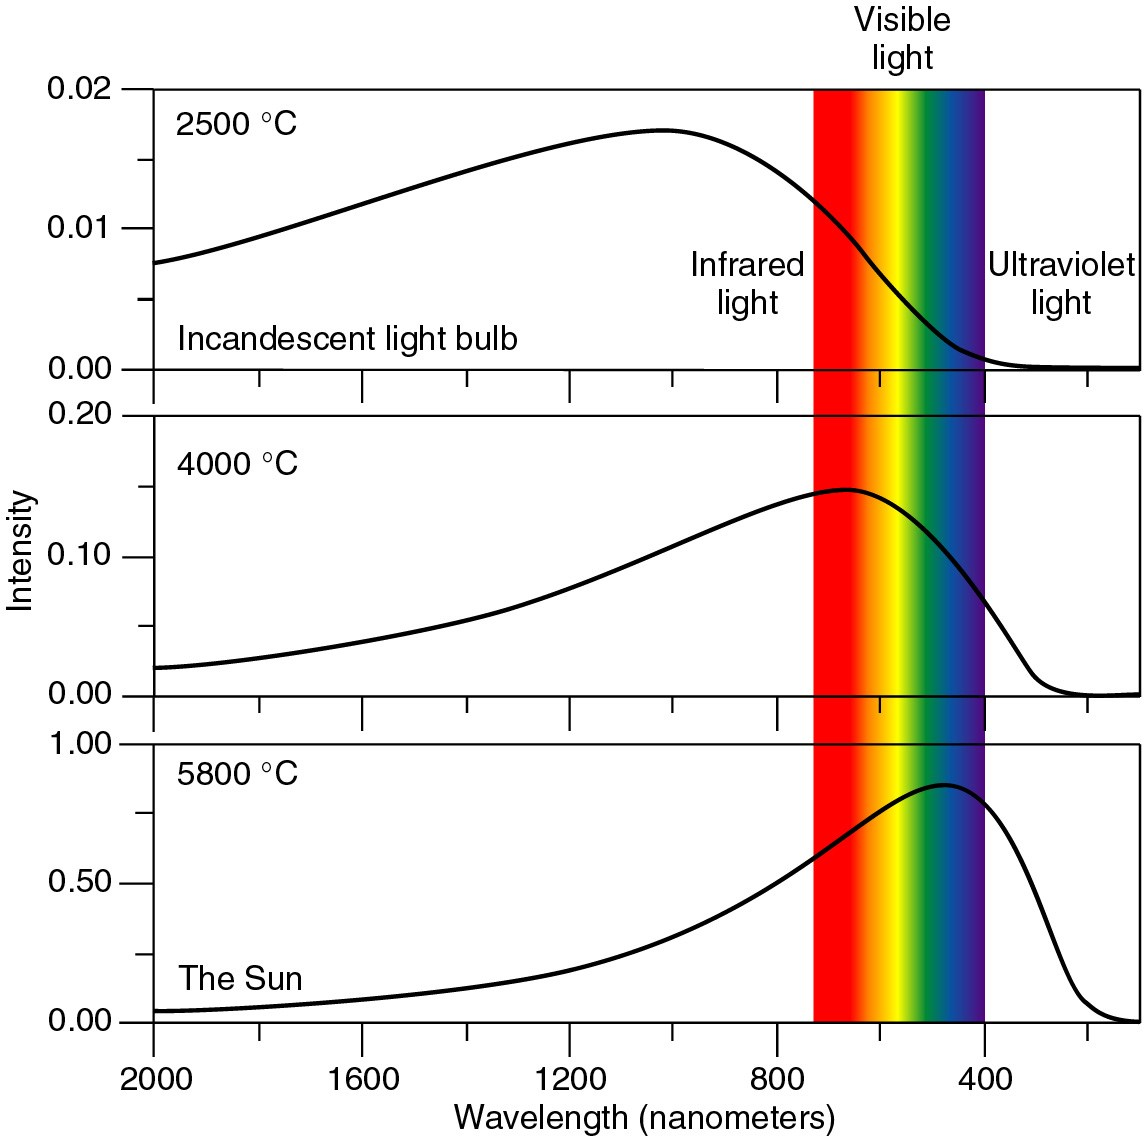 Visible
light
0.02
2500 °C
0.01
Infrared
light
Ultraviolet
light
Incandescent light bulb
0.00
0.20
4000 °C
Intensity
0.10
0.00
1.00
5800 °C
0.50
The Sun
0.00
2000 1600 1200 800 400
Wavelength (nanometers)